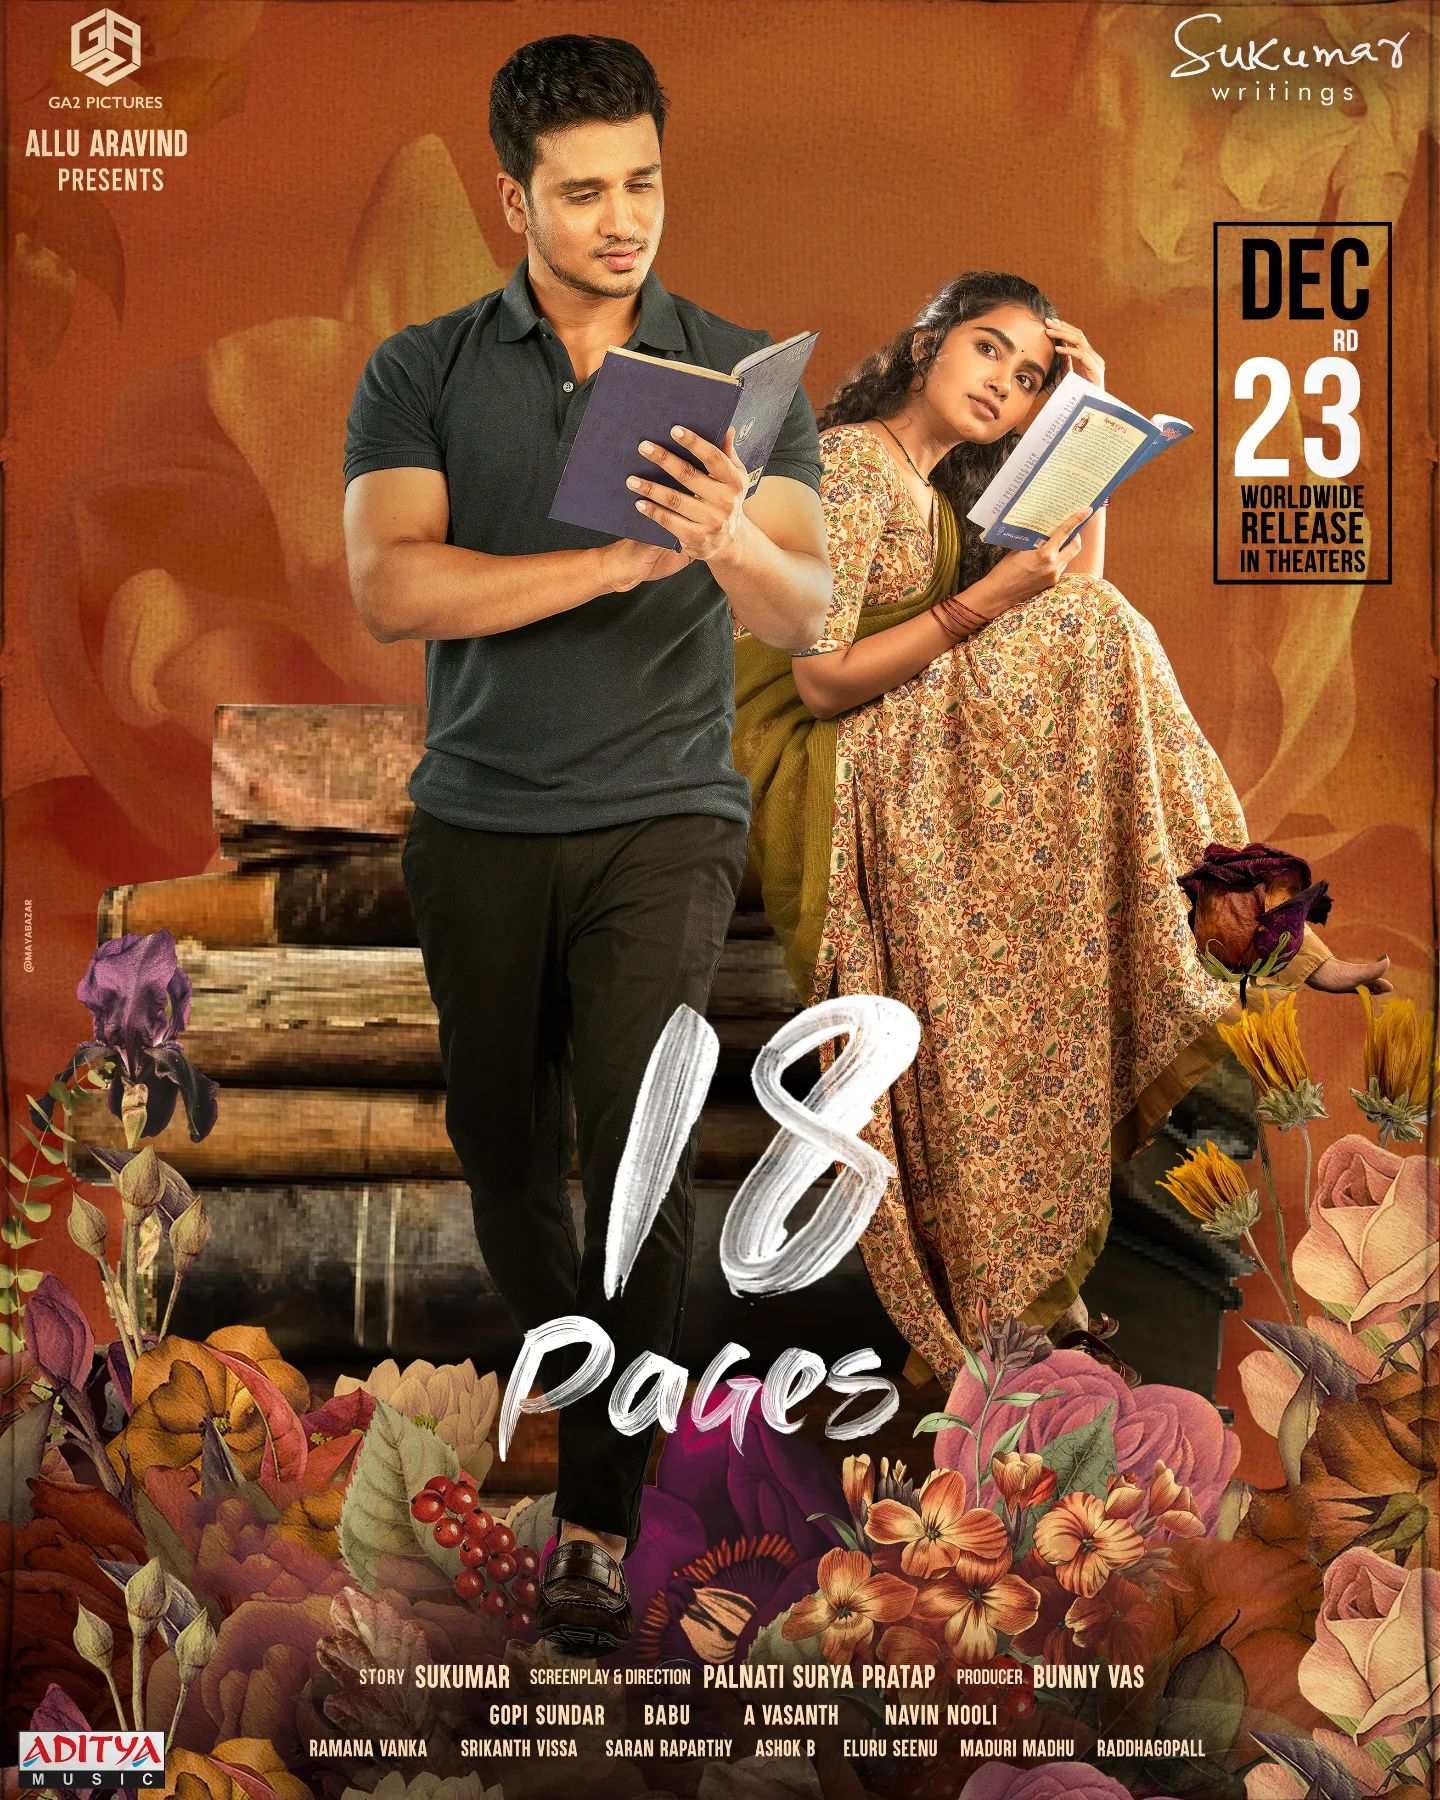 GA2
GA2 PICTURES
ALLU ARAVIND
PRESENTS
Sukumar
writings
DEC
23RD
WORLDWIDE
RELEASE
IN THEATERS
@MAYABAZAR
18
Pages
STORY SUKUMAR SCREENPLAY & DIRECTION PALNATI SURYA PRATAP PRODUCER BUNNY VAS
GOPI SUNDAR BABU A VASANTH NAVIN NOOLI
RAMANA VANKA SRIKANTH VISSA SARAN RAPARTHY ASHOK B ELURU SEENU MADURI MADHU RADDHAGOPALL
ADITYA
MUSIC